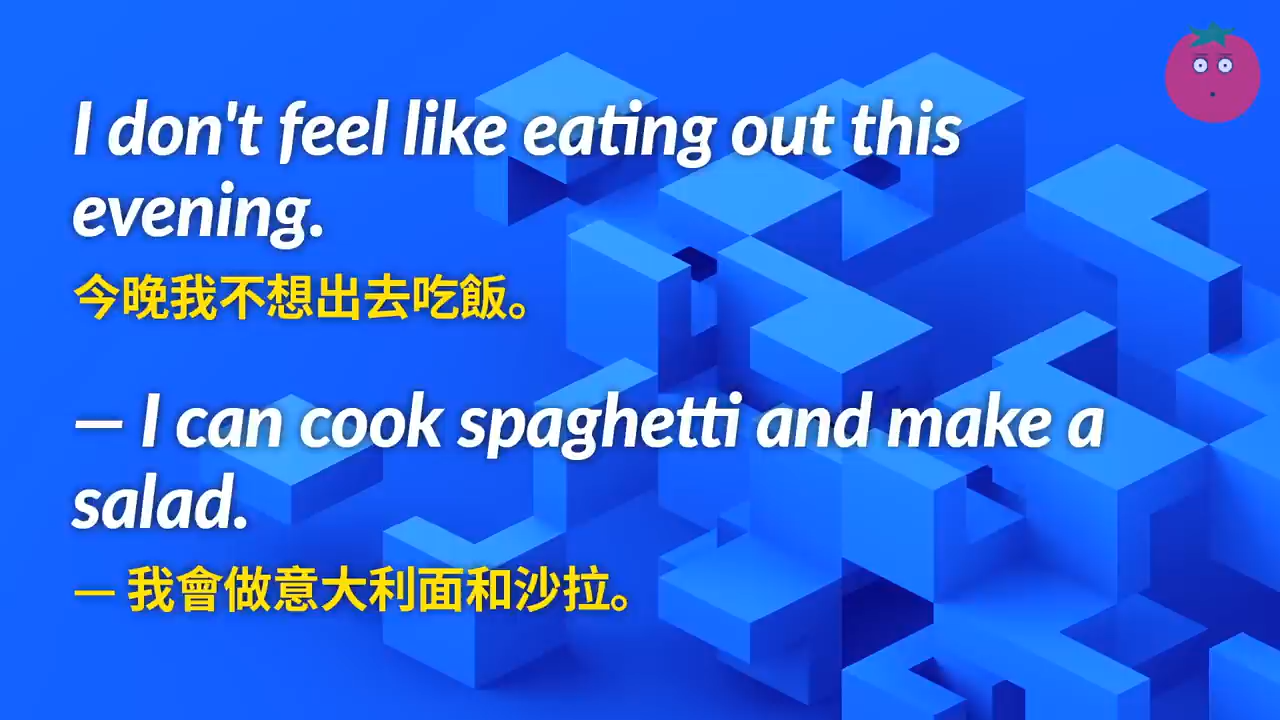 I don't feel like eating out this
evening.
今晚我不想出去吃飯。
— I can cook spaghetti and make a
salad.
— 我會做意大利面和沙拉。